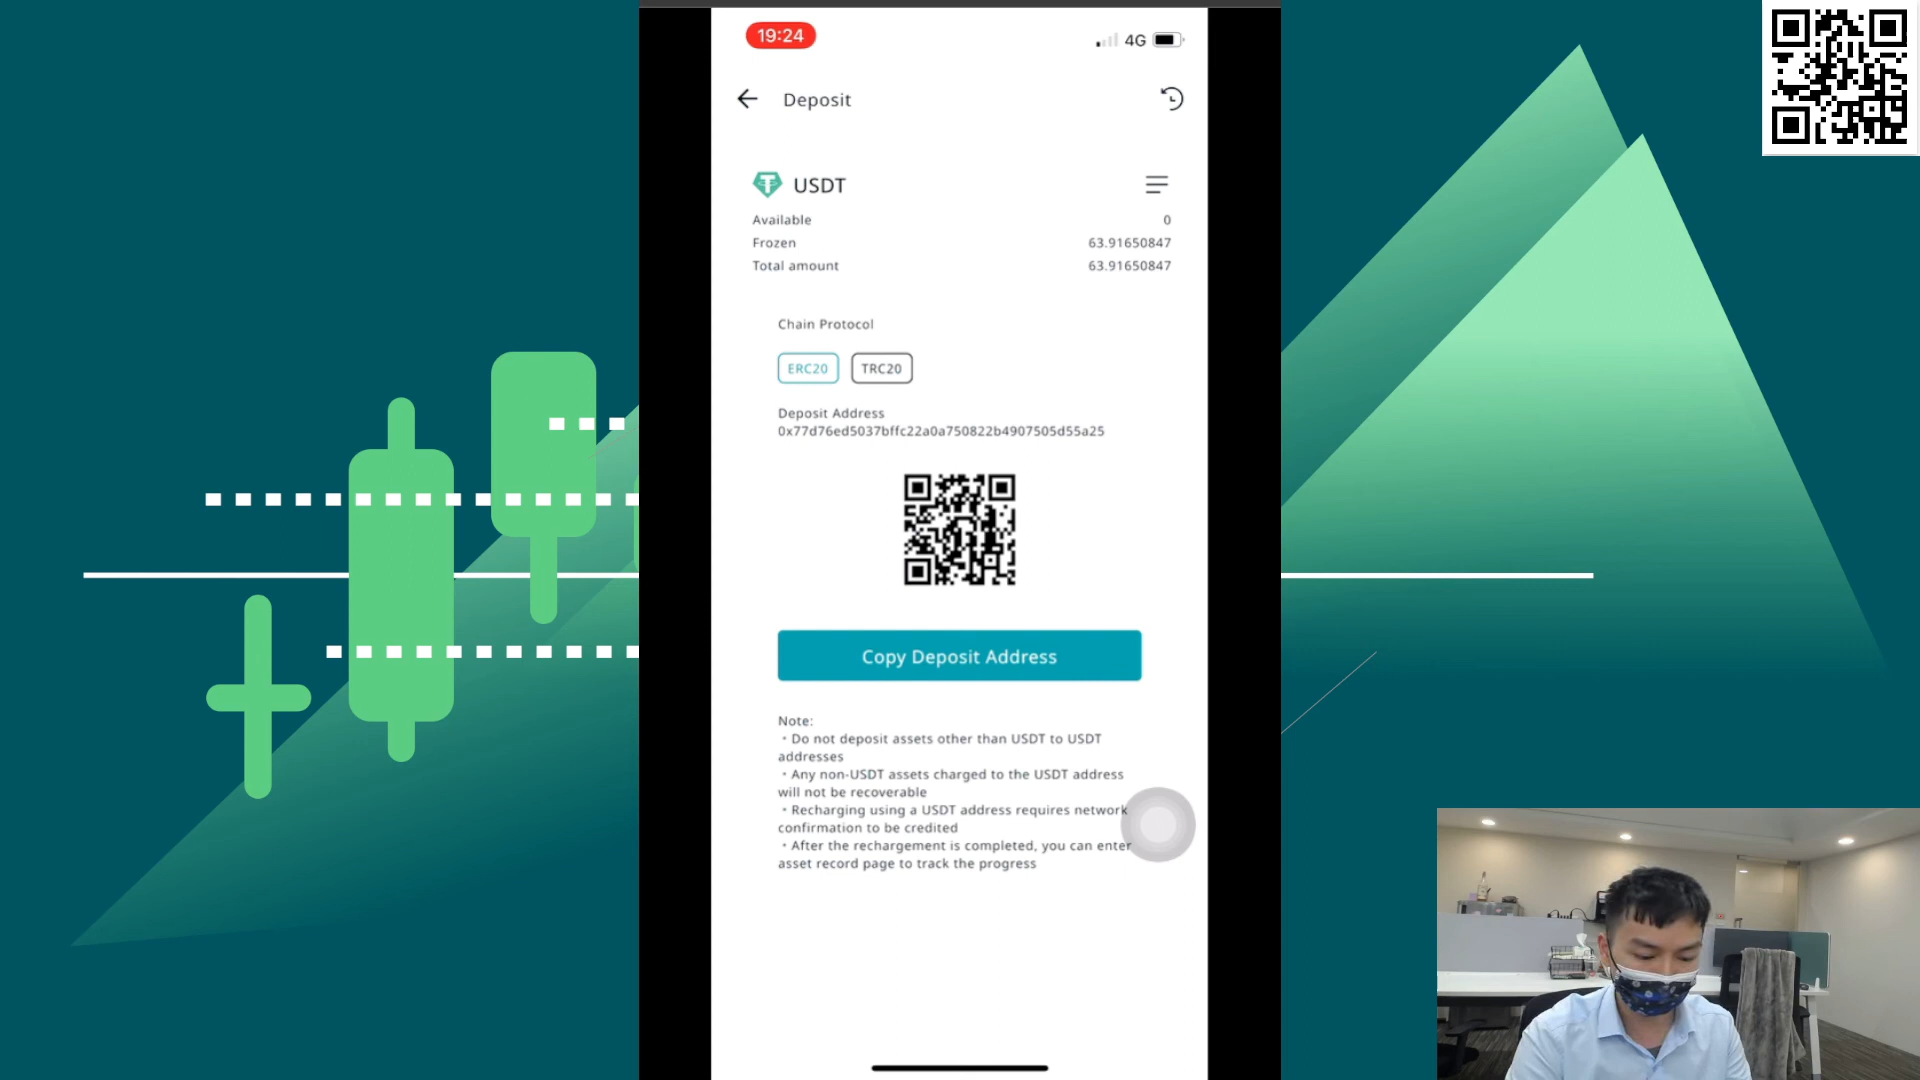 19:24
4G
Deposit
USDT
Available 0
Frozen 63.91650847
Total amount 63.91650847
Chain Protocol
ERC20 TRC20
Deposit Address
0x77d76ed5037bffc22a0a750822b4907505d55a25
Copy Deposit Address
Note:
• Do not deposit assets other than USDT to USDT
addresses
• Any non-USDT assets charged to the USDT address
will not be recoverable
• Recharging using a USDT address requires network
confirmation to be credited
• After the rechargement is completed, you can enter
asset record page to track the progress